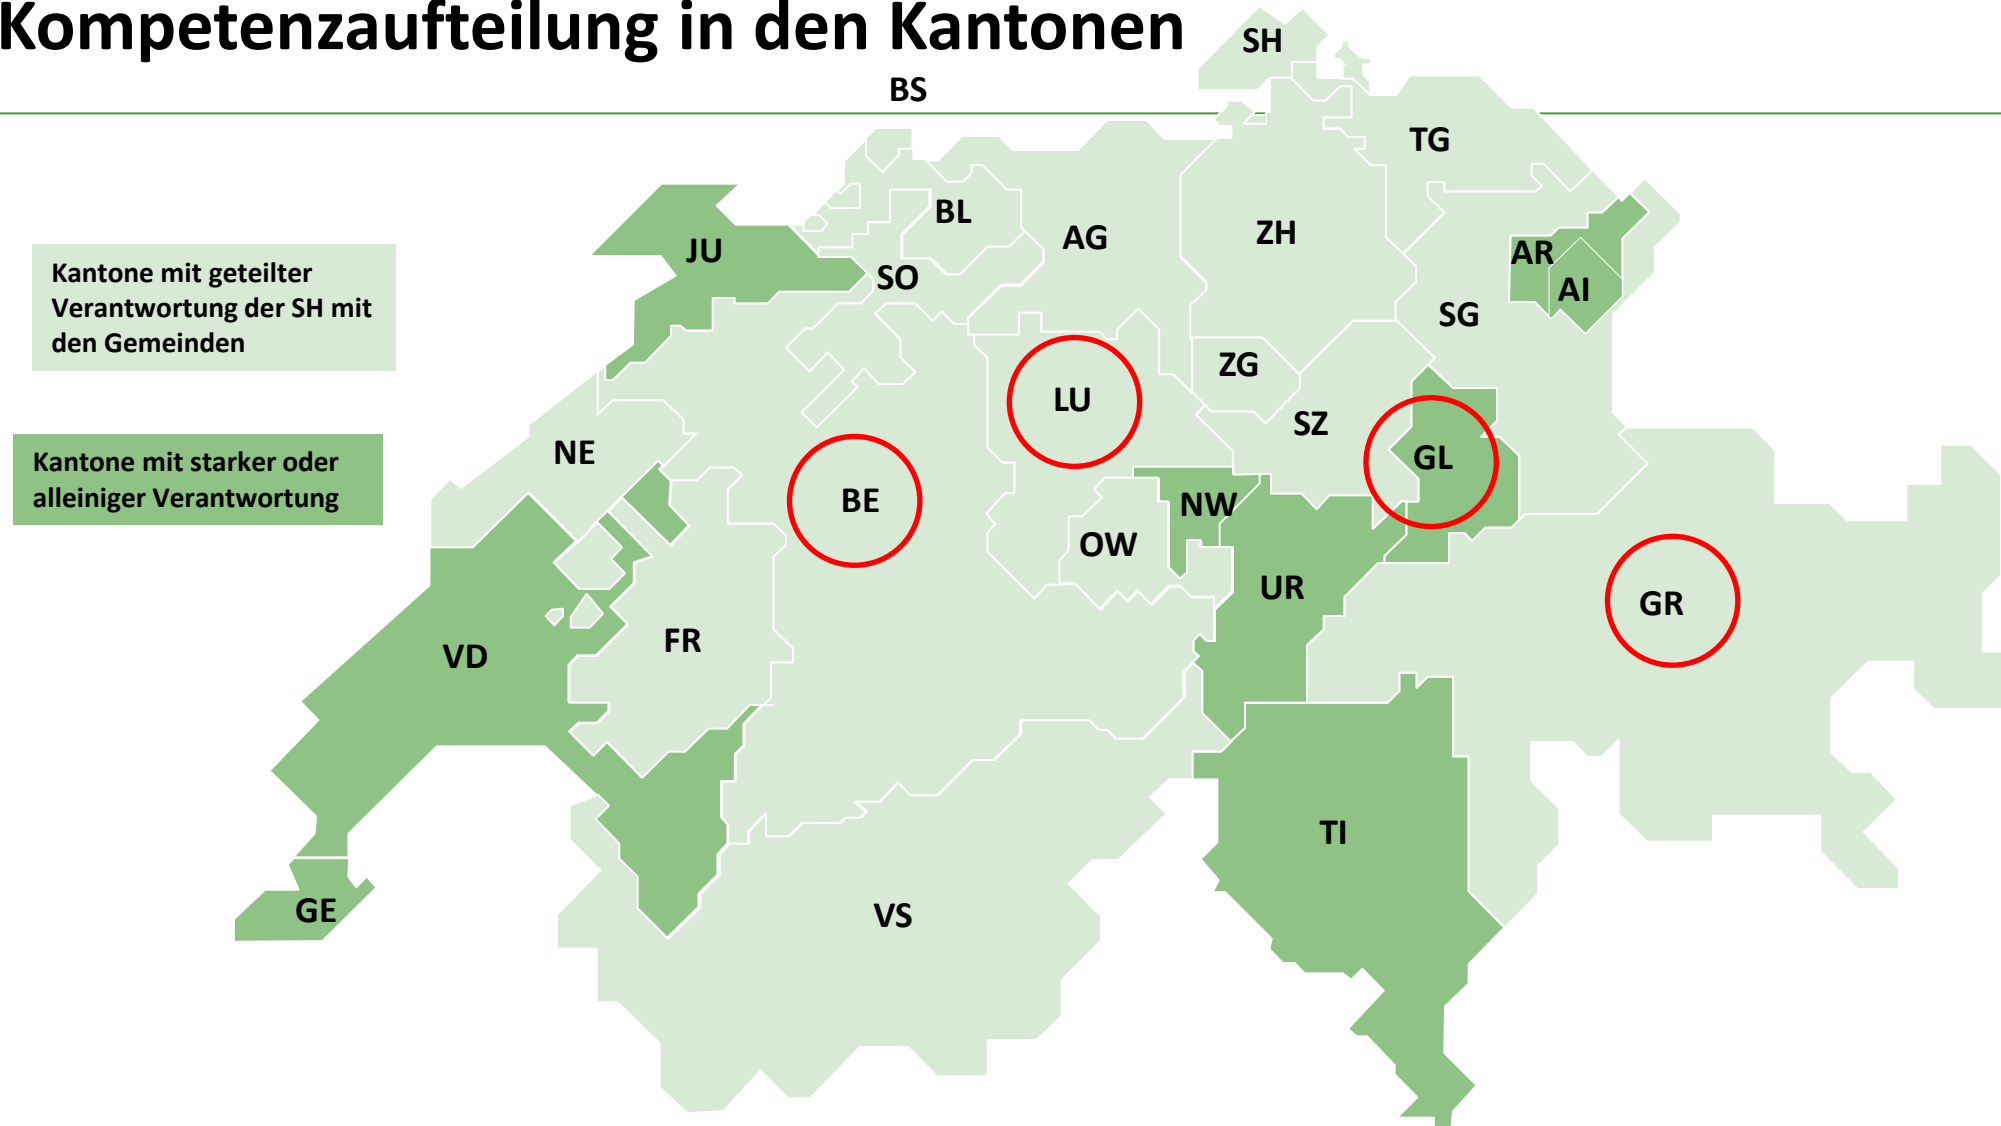 Kompetenzaufteilung in den Kantonen
SH
BS
TG
BL
AG
ZH
JU
AR
SO
AI
Kantone mit geteilter
Verantwortung der SH mit
den Gemeinden
SG
ZG
LU
SZ
NE
GL
Kantone mit starker oder
alleiniger Verantwortung
BE
NW
OW
UR
GR
FR
VD
TI
GE
VS